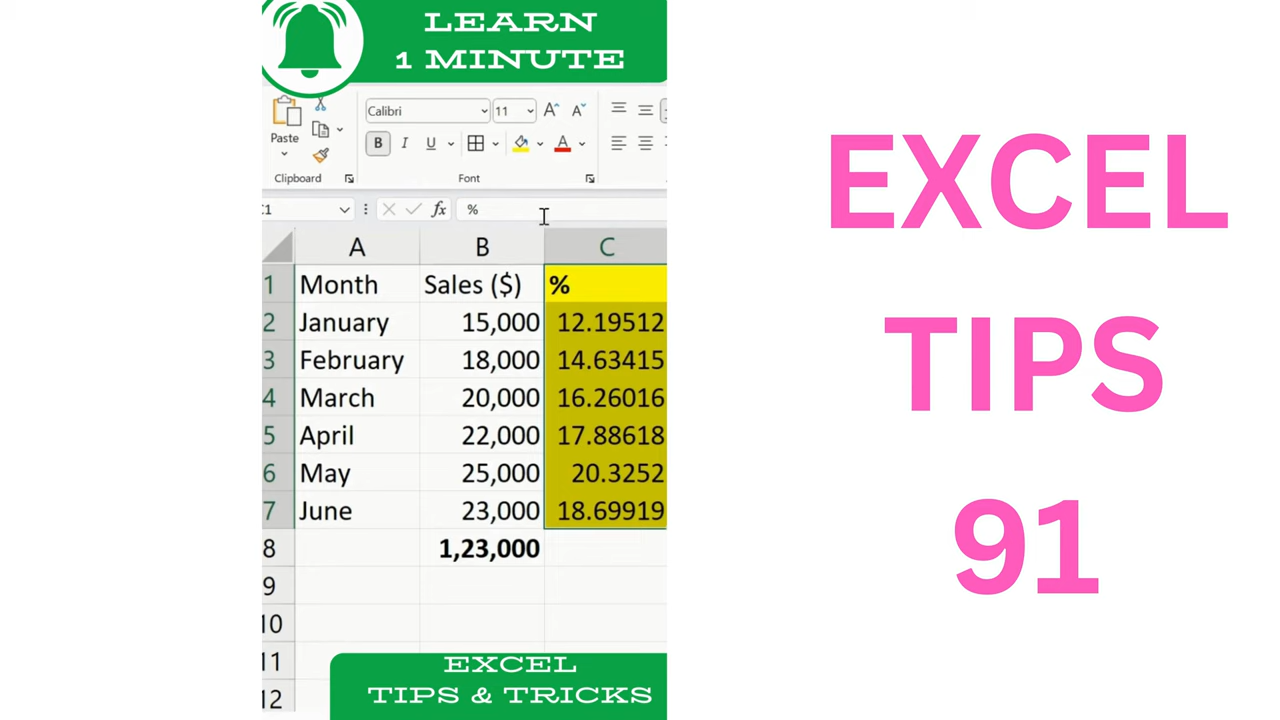 LEARN
1 MINUTE
Calibri 11 A A
Paste B I U A
Clipboard Font
C1 fx %
A B C
1 Month Sales ($) %
2 January 15,000 12.19512
3 February 18,000 14.63415
4 March 20,000 16.26016
5 April 22,000 17.88618
6 May 25,000 20.3252
7 June 23,000 18.69919
8 1,23,000
9
10
11
12
EXCEL
TIPS & TRICKS
EXCEL
TIPS
91